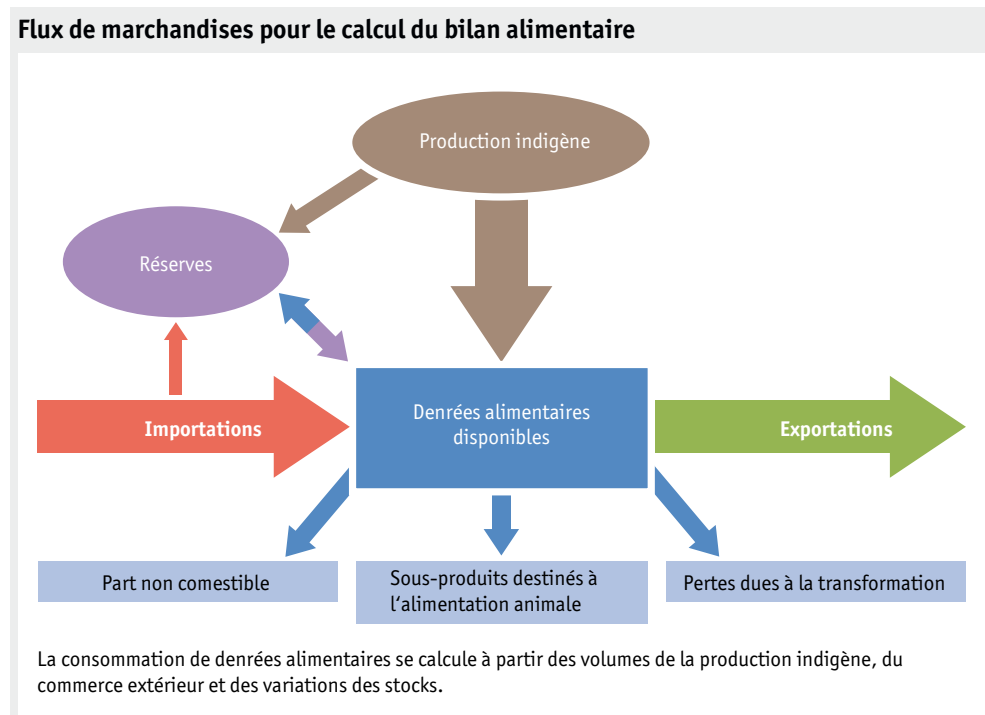 Flux de marchandises pour le calcul du bilan alimentaire
Production indigène
Réserves
Importations
Denrées alimentaires
disponibles
Exportations
Part non comestible
Sous-produits destinés à
l‘alimentation animale
Pertes dues à la transformation
La consommation de denrées alimentaires se calcule à partir des volumes de la production indigène, du
commerce extérieur et des variations des stocks.